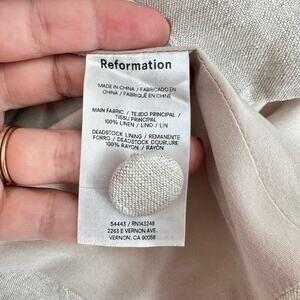 Reformation
MADE IN CHINA / FABRICADO EN
CHINA / FABRIQUÉ EN CHINE
MAIN FABRIC / TEJIDO PRINCIPAL /
TISSU PRINCIPAL
100% LINEN / LINO / LIN
DEADSTOCK LINING / REMANENTE
FORRO / DEADSTOCK DOUBLURE
100% RAYON / RAYÓN
54443 / RN143248
2263 E VERNON AVE.
VERNON, CA 90058